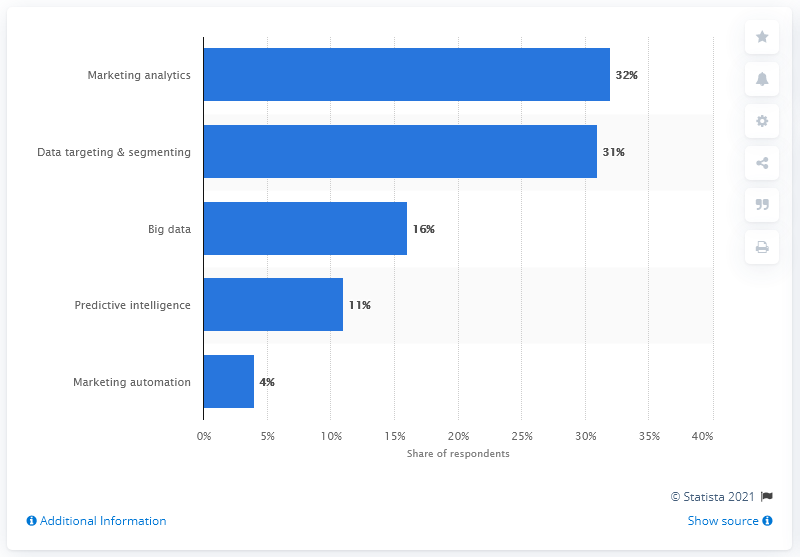 Marketing analytics 32%
Data targeting & segmenting 31%
Big data 16%
Predictive intelligence 11%
Marketing automation 4%
0% 5% 10% 15% 20% 25% 30% 35% 40%
Share of respondents
© Statista 2021
Additional Information Show source